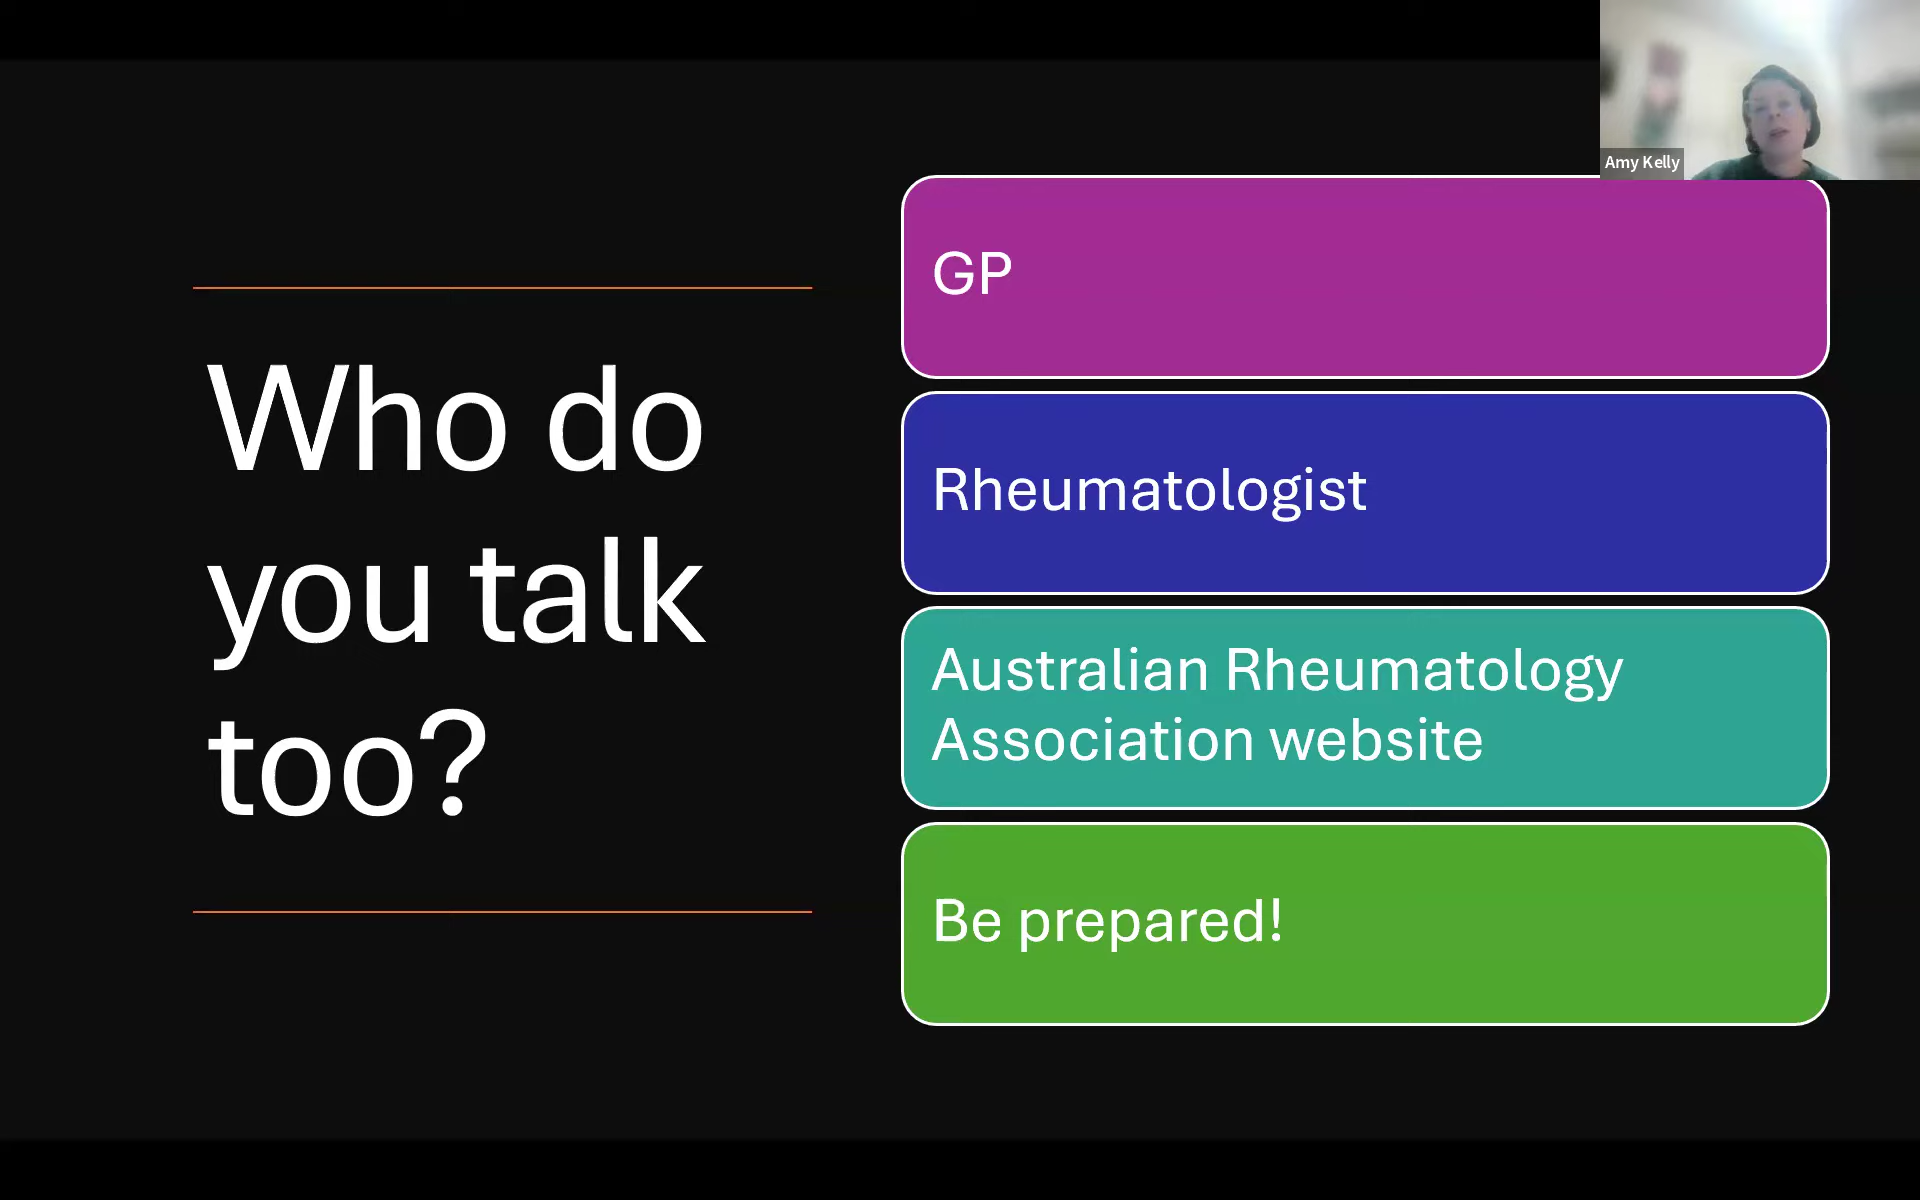 Who do
you talk
too?
GP
Rheumatologist
Australian Rheumatology
Association website
Be prepared!
Amy Kelly